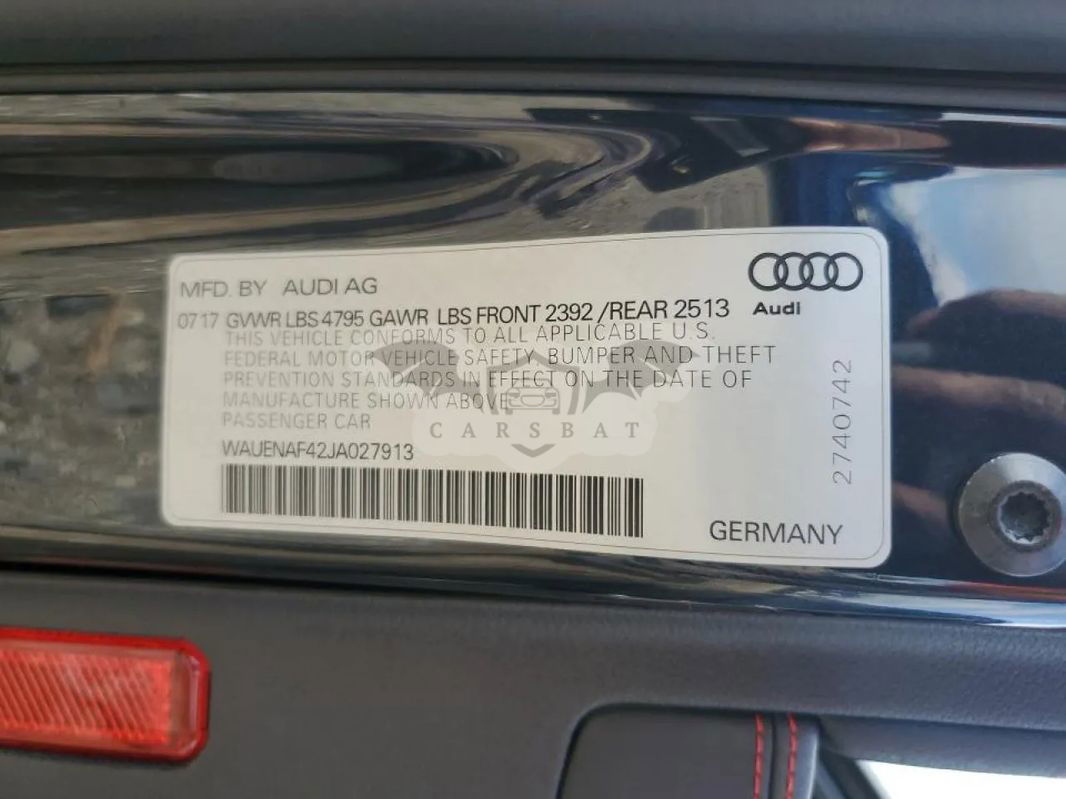 MFD. BY AUDI AG
Audi
07 17 GVWR LBS 4795 GAWR LBS FRONT 2392 /REAR 2513
THIS VEHICLE CONFORMS TO ALL APPLICABLE U.S.
FEDERAL MOTOR VEHICLE SAFETY, BUMPER AND THEFT
PREVENTION STANDARDS IN EFFECT ON THE DATE OF
MANUFACTURE SHOWN ABOVE.
PASSENGER CAR
CARSBAT
WAUENAF42JA027913
2740742
GERMANY